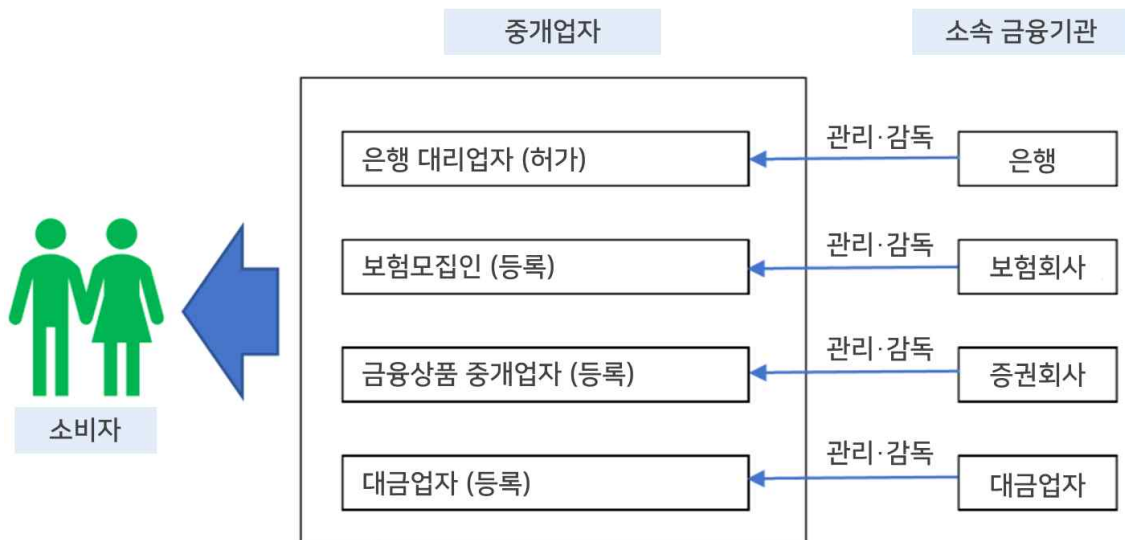 중개업자
소속 금융기관
은행 대리업자 (허가)
관리·감독
은행
보험모집인 (등록)
관리·감독
보험회사
금융상품 중개업자 (등록)
관리·감독
증권회사
소비자
대금업자 (등록)
관리·감독
대금업자